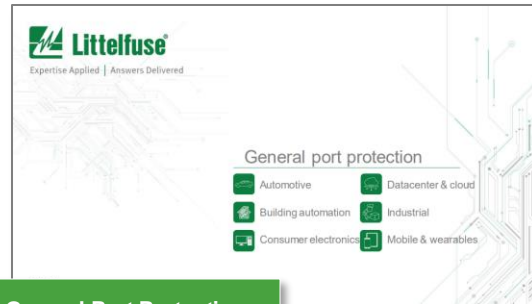 Littelfuse®
Expertise Applied | Answers Delivered
General port protection
Automotive
Datacenter & cloud
Building automation
Industrial
Consumer electronics
Mobile & wearables